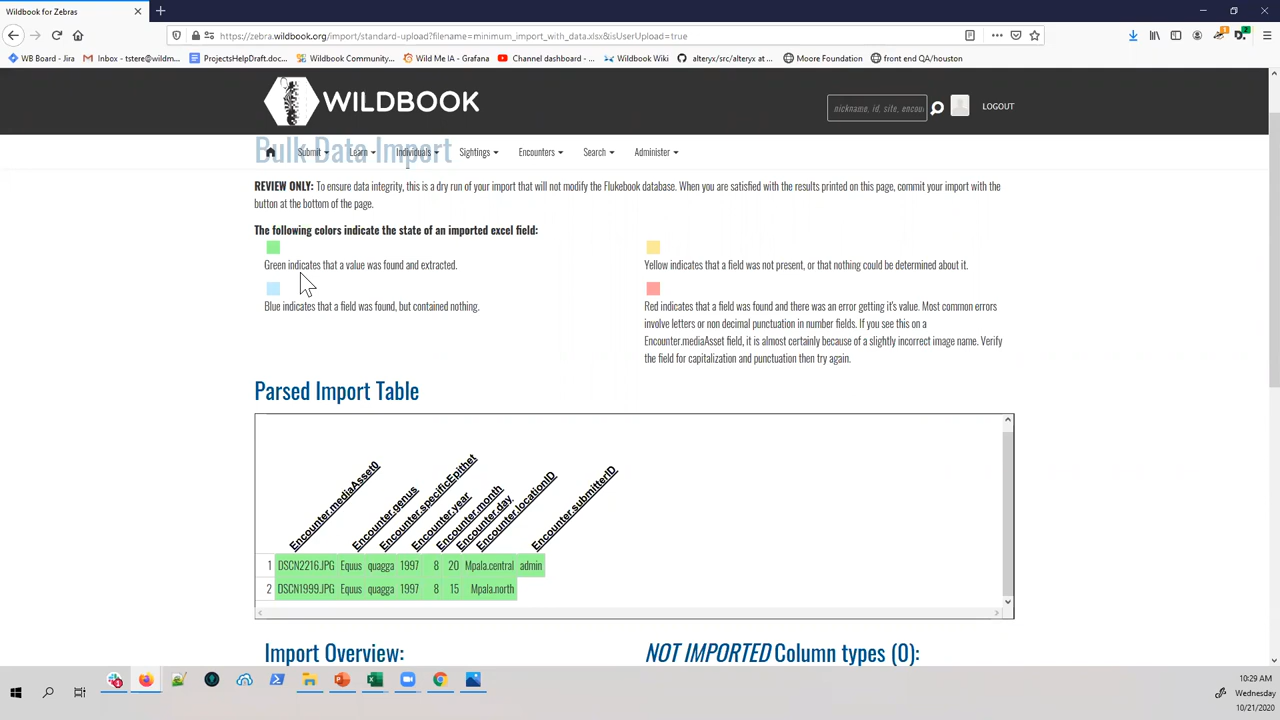 Wildbook for Zebras
https://zebra.wildbook.org/import/standard-upload?filename=minimum_import_with_data.xlsx&isUserUpload=true
WB Board - Jira
Inbox - tstere@wildm...
ProjectsHelpDraft.doc...
Wildbook Community...
Wild Me IA - Grafana
Channel dashboard - ...
Wildbook Wiki
alteryx/src/alteryx at ...
Moore Foundation
front end QA/houston
WILDBOOK
nickname, id, site, encou
LOGOUT
Bulk Data Import
Submit
Learn
Individuals
Sightings
Encounters
Search
Administer
REVIEW ONLY: To ensure data integrity, this is a dry run of your import that will not modify the Flukebook database. When you are satisfied with the results printed on this page, commit your import with the
button at the bottom of the page.
The following colors indicate the state of an imported excel field:
Green indicates that a value was found and extracted.
Blue indicates that a field was found, but contained nothing.
Yellow indicates that a field was not present, or that nothing could be determined about it.
Red indicates that a field was found and there was an error getting it's value. Most common errors
involve letters or non decimal punctuation in number fields. If you see this on a
Encounter.mediaAsset field, it is almost certainly because of a slightly incorrect image name. Verify
the field for capitalization and punctuation then try again.
Parsed Import Table
Encounter.mediaAsset0
Encounter.genus
Encounter.specificEpithet
Encounter.year
Encounter.month
Encounter.day
Encounter.locationID
Encounter.submitterID
1 DSCN2216.JPG Equus quagga 1997 8 20 Mpala.central admin
2 DSCN1999.JPG Equus quagga 1997 8 15 Mpala.north
Import Overview:
NOT IMPORTED Column types (0):
10:29 AM
Wednesday
10/21/2020